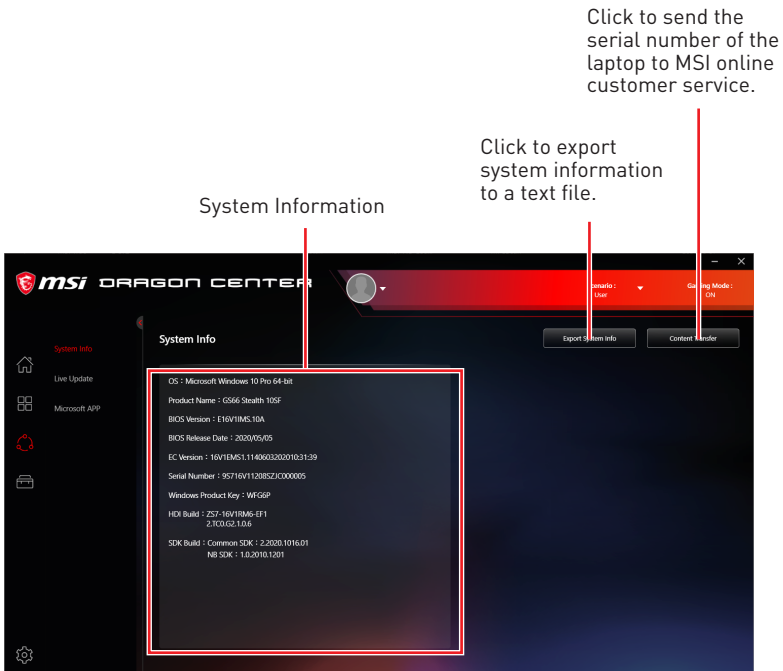 Click to send the
serial number of the
laptop to MSI online
customer service.
Click to export
system information
to a text file.
System Information
msi DRAGON CENTER
Scenario :
User
Gaming Mode :
ON
System Info
Live Update
Microsoft APP
System Info
Export System Info
Content Transfer
OS : Microsoft Windows 10 Pro 64-bit
Product Name : GS66 Stealth 10SF
BIOS Version : E16V1IMS.10A
BIOS Release Date : 2020/05/05
EC Version : 16V1EMS1.1140603202010:31:39
Serial Number : 9S716V11208SZJC000005
Windows Product Key : WFG6P
HDI Build : ZS7-16V1RM6-EF1
2.TC0.G2.1.0.6
SDK Build : Common SDK : 2.2020.1016.01
NB SDK : 1.0.2010.1201